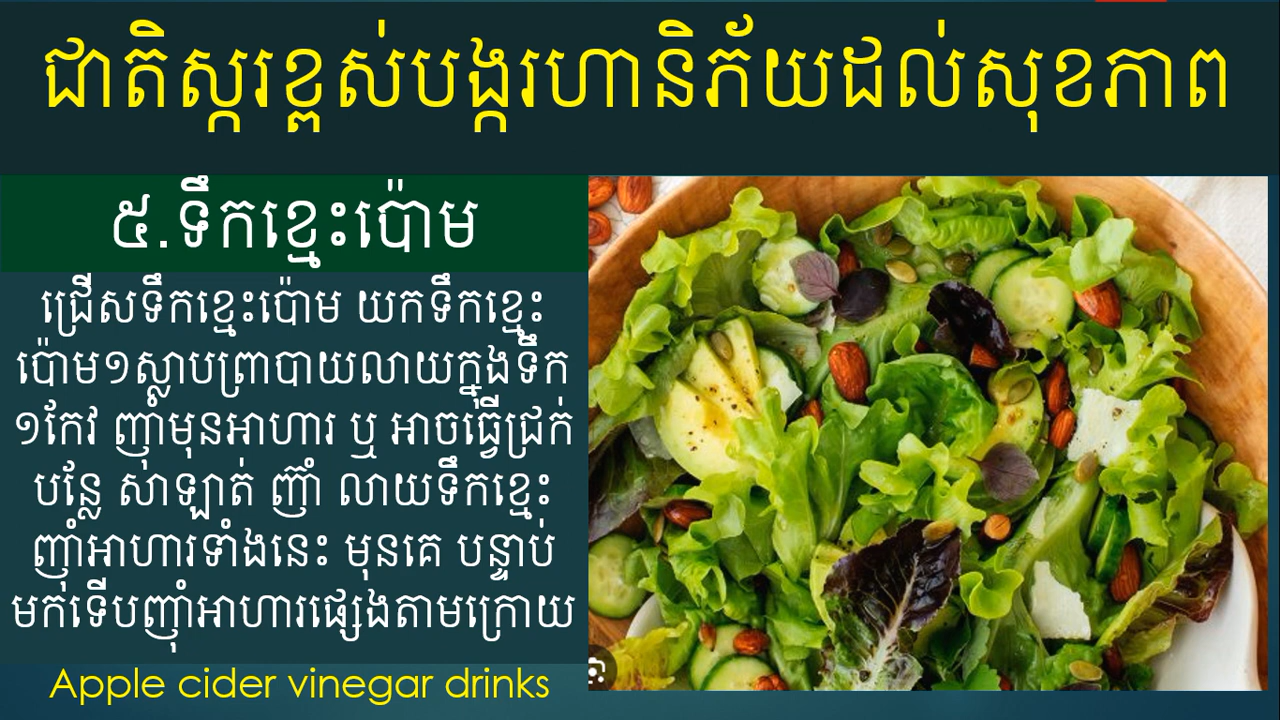 ជាតិស្ករខ្ពស់បង្ករហានិភ័យដល់សុខភាព
៥.ទឹកខ្មេះប៉ោម
ជ្រើសទឹកខ្មេះប៉ោម យកទឹកខ្មេះ
ប៉ោម១ស្លាបព្រាបាយលាយក្នុងទឹក
១កែវ ញ៉ាំមុនអាហារ ឬ អាចធ្វើជ្រក់
បន្លែ សាឡាត់ ញ៉ាំ លាយទឹកខ្មេះ
ញ៉ាំអាហារទាំងនេះ មុនគេ បន្ទាប់
មកទើបញ៉ាំអាហារផ្សេងតាមក្រោយ
Apple cider vinegar drinks